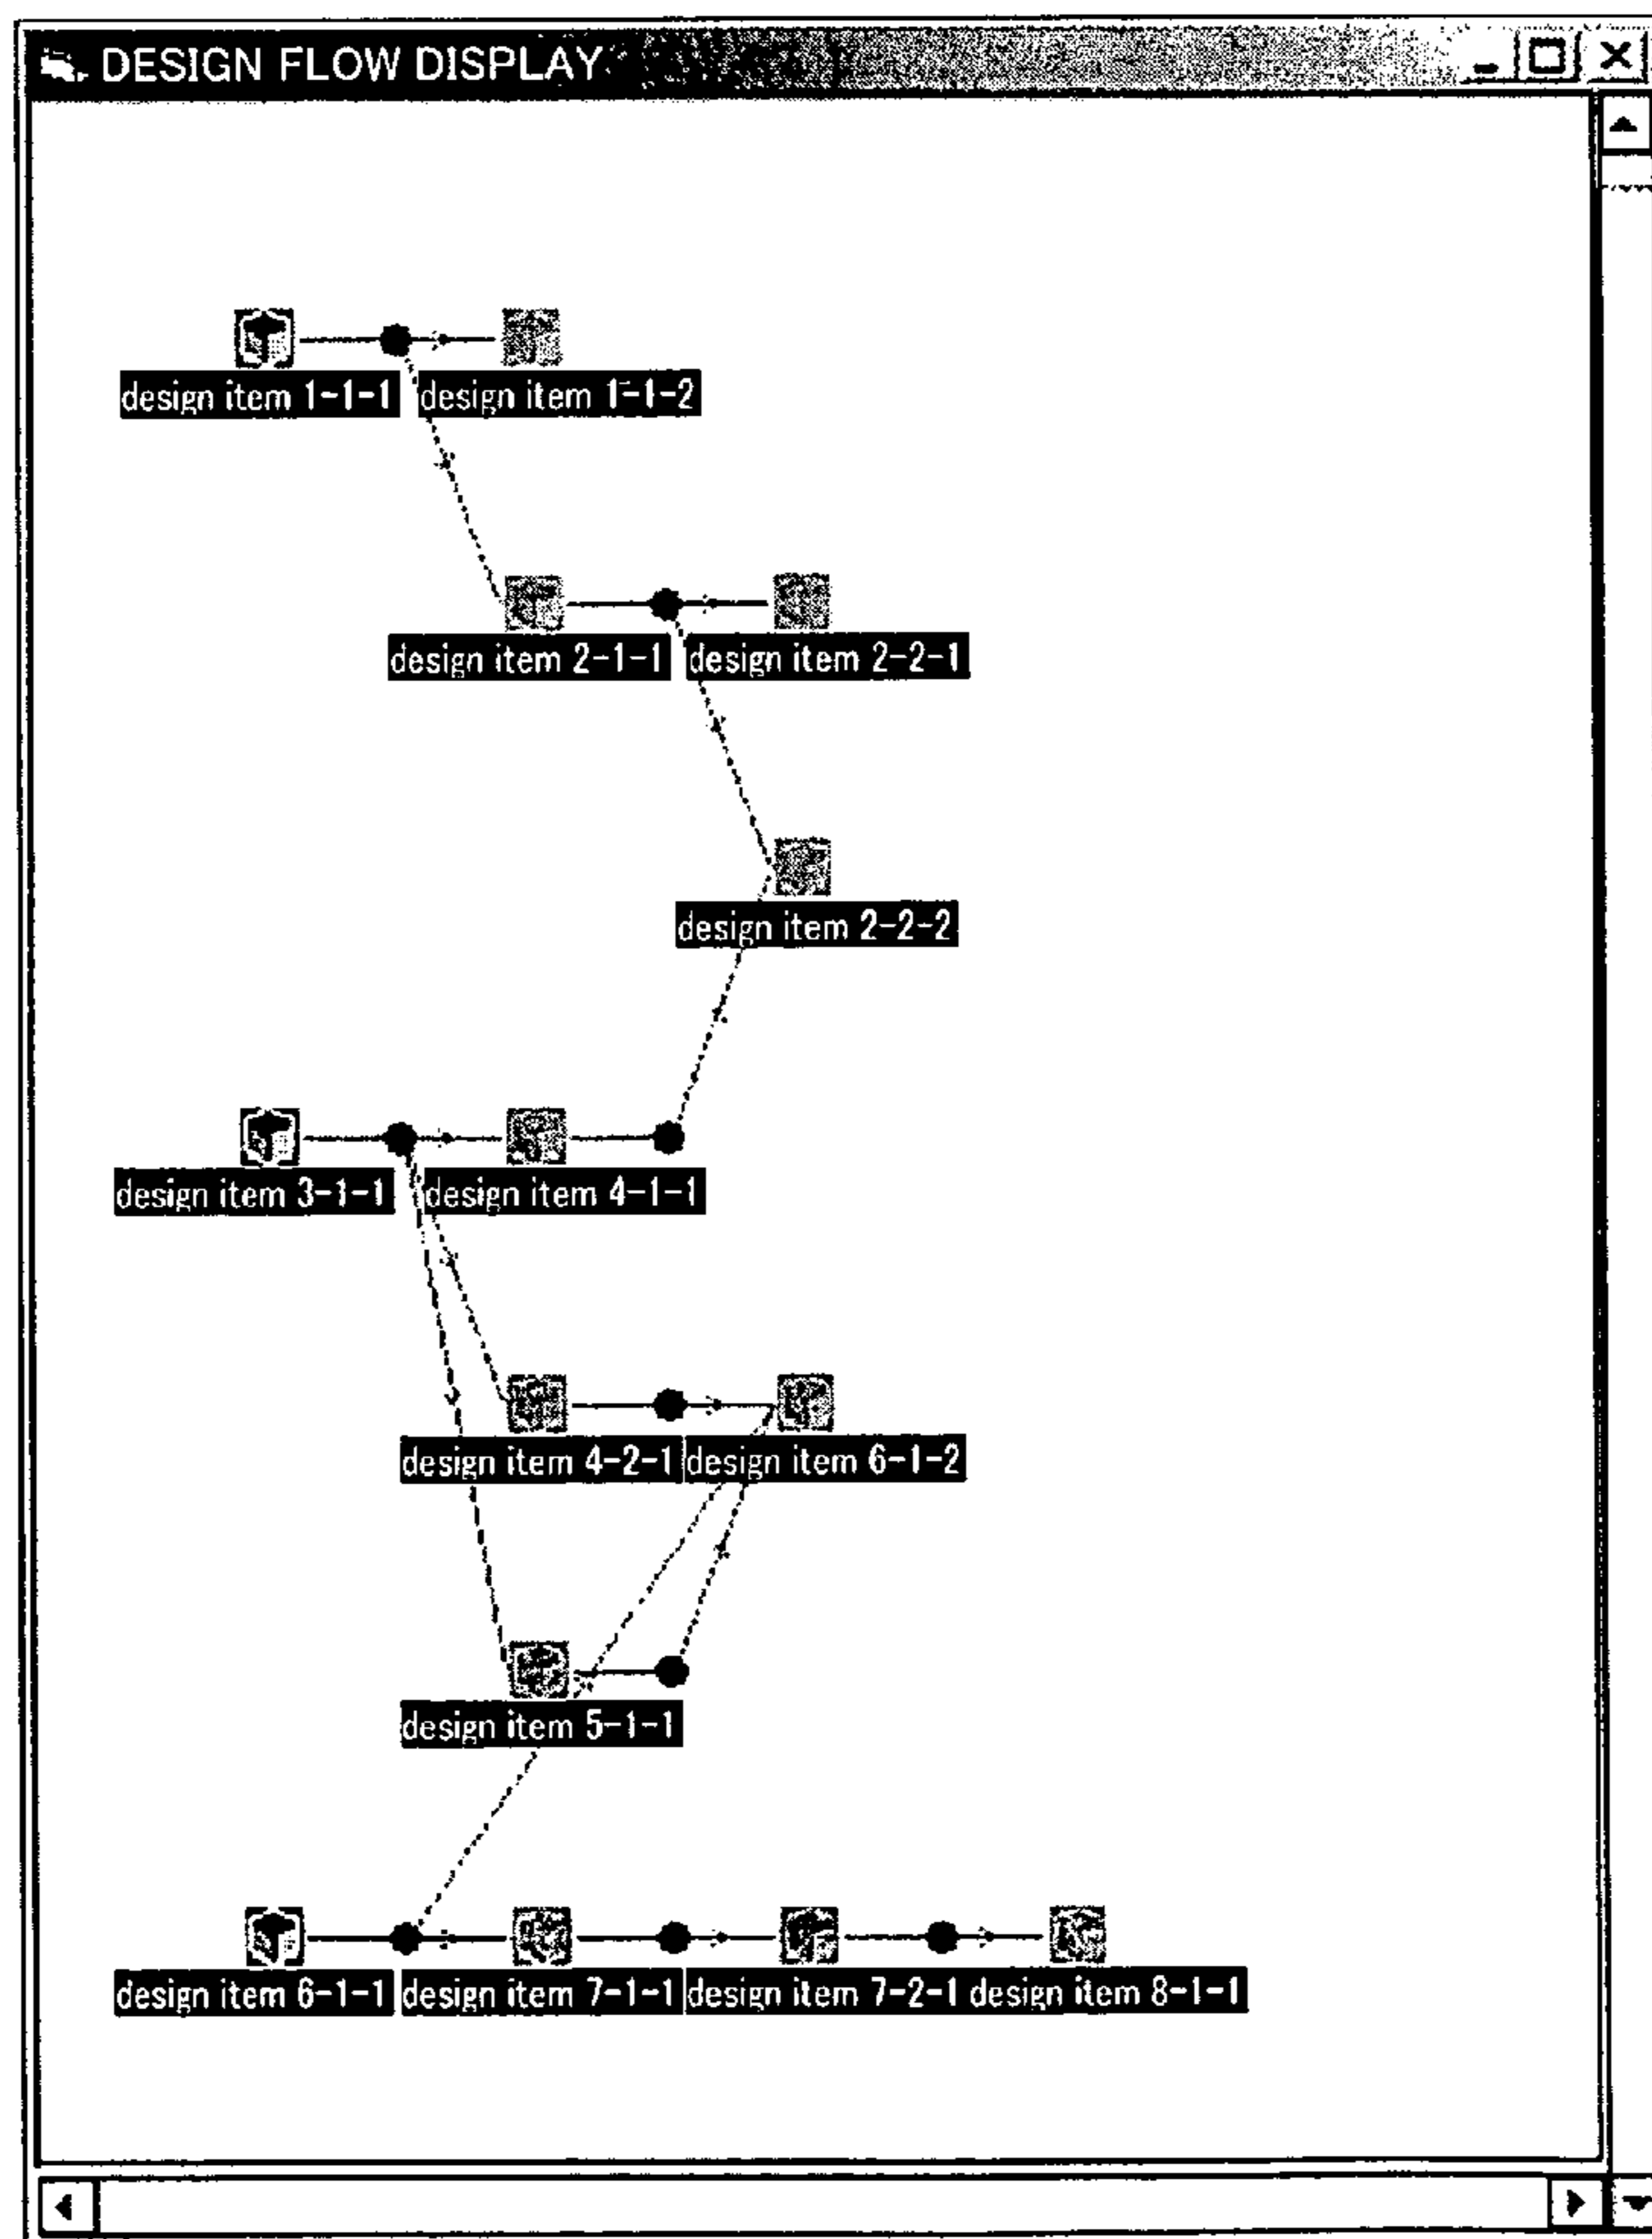 DESIGN FLOW DISPLAY
design item 1-1-1 design item 1-1-2
design item 2-1-1 design item 2-2-1
design item 2-2-2
design item 3-1-1 design item 4-1-1
design item 4-2-1 design item 6-1-2
design item 5-1-1
design item 6-1-1 design item 7-1-1 design item 7-2-1 design item 8-1-1